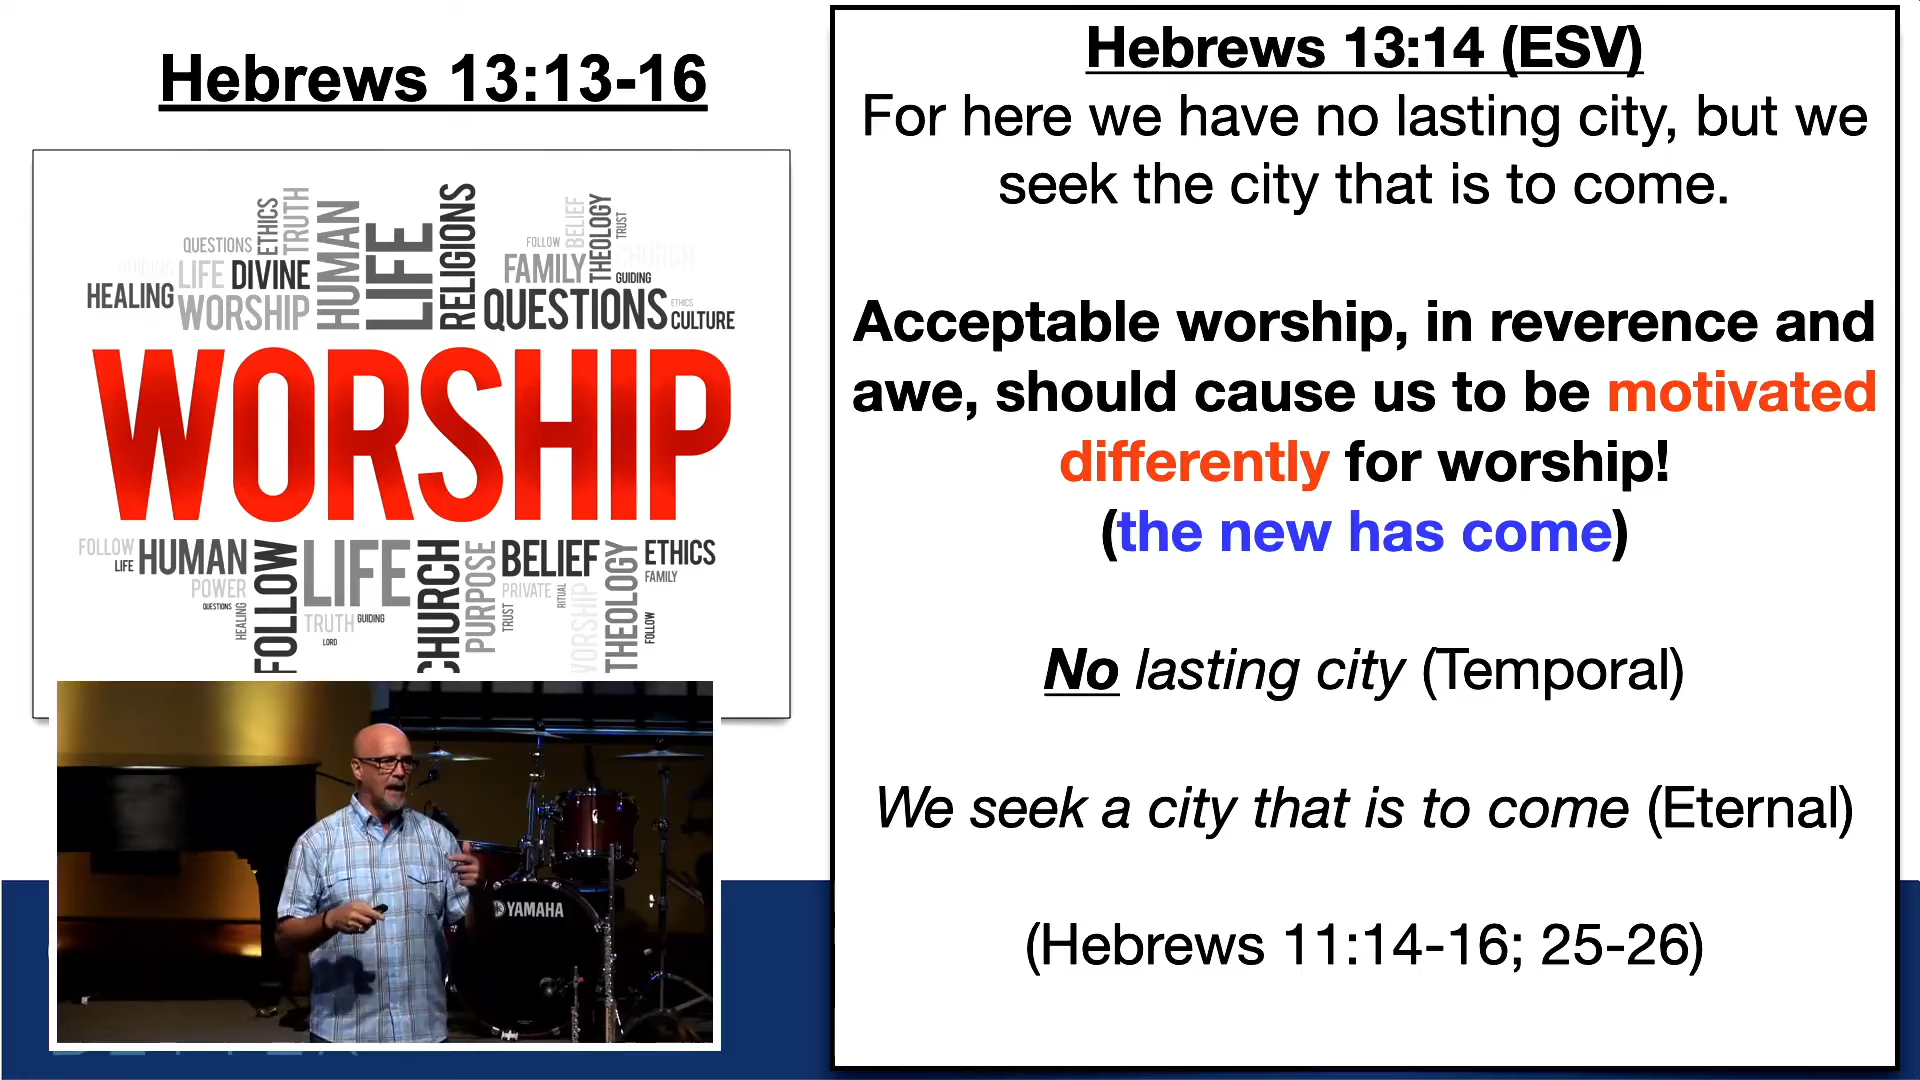 Hebrews 13:13-16
ETHICS
TRUTH
HUMAN
LIFE
RELIGIONS
BELIEF
THEOLOGY
TRUST
QUESTIONS
FOLLOW
CHURCH
GUIDING
LIFE DIVINE
FAMILY
GUIDING
HEALING
WORSHIP
QUESTIONS
ETHICS
CULTURE
WORSHIP
FOLLOW
HUMAN
LIFE
POWER
QUESTIONS
HEALING
FOLLOW
LIFE
TRUTH
GUIDING
LORD
CHURCH
PURPOSE
BELIEF
PRIVATE
TRUST
RITUAL
WORSHIP
THEOLOGY
ETHICS
FAMILY
FOLLOW
YAMAHA
Hebrews 13:14 (ESV)
For here we have no lasting city, but we
seek the city that is to come.
Acceptable worship, in reverence and
awe, should cause us to be motivated
differently for worship!
(the new has come)
No lasting city (Temporal)
We seek a city that is to come (Eternal)
(Hebrews 11:14-16; 25-26)